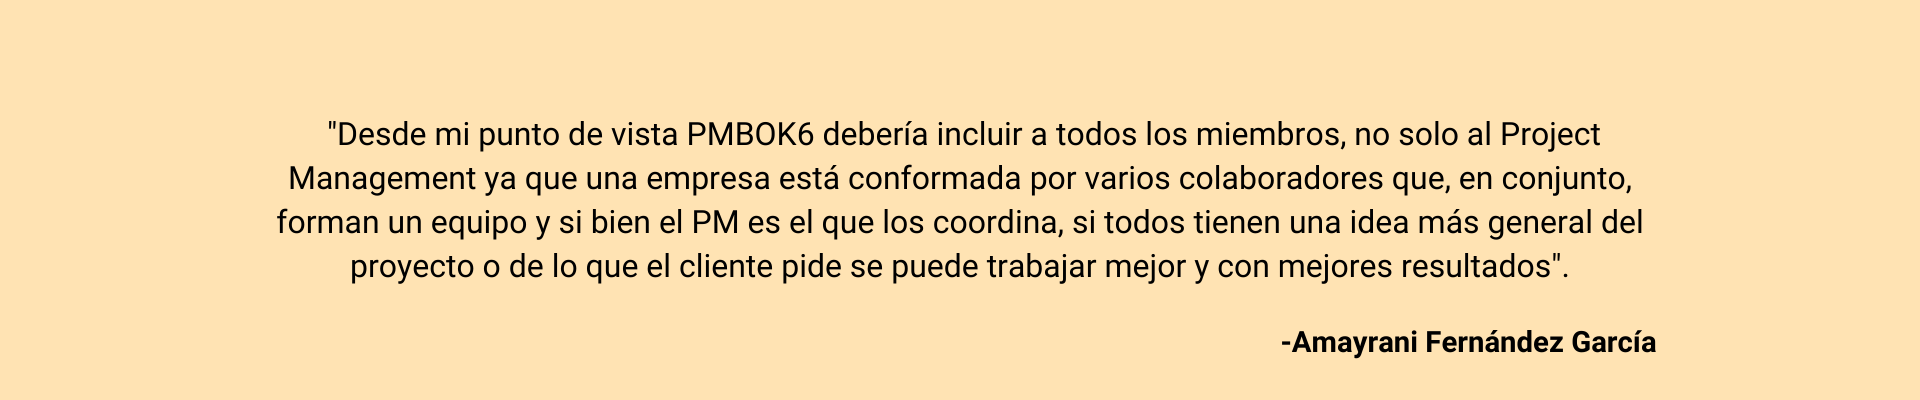 "Desde mi punto de vista PMBOK6 debería incluir a todos los miembros, no solo al Project
Management ya que una empresa está conformada por varios colaboradores que, en conjunto,
forman un equipo y si bien el PM es el que los coordina, si todos tienen una idea más general del
proyecto o de lo que el cliente pide se puede trabajar mejor y con mejores resultados".
-Amayrani Fernández García